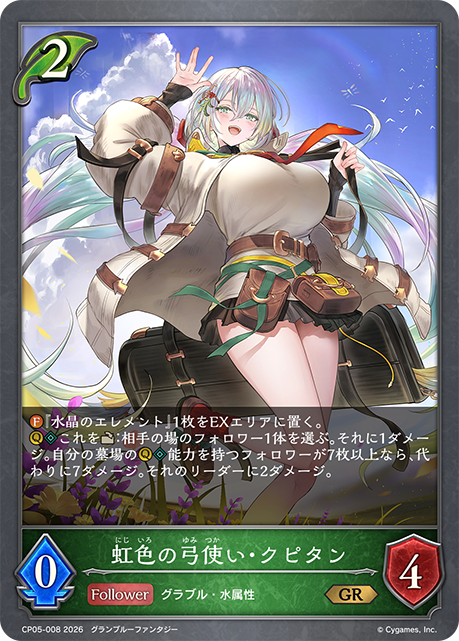 2
F 『水晶のエレメント』1枚をEXエリアに置く。
Q これを:相手の場のフォロワー1体を選ぶ。それに1ダメー
ジ。自分の墓場のQ能力を持つフォロワーが7枚以上なら、代
わりに7ダメージ。それのリーダーに2ダメージ。
にじいろ ゆみつか
虹色の弓使い・クピタン
0
Follower グラブル・水属性 GR
4
CP05-008 2026 グランブルーファンタジー © Cygames, Inc.